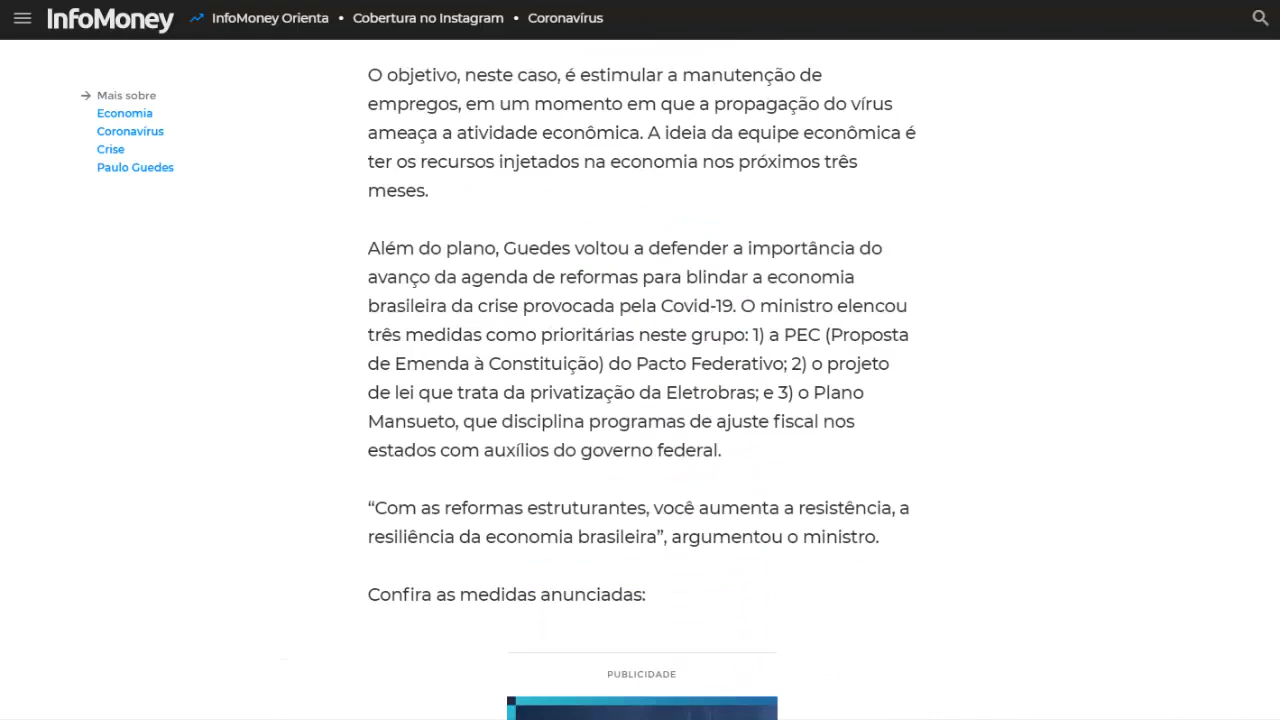 InfoMoney InfoMoney Orienta • Cobertura no Instagram • Coronavírus
Mais sobre
Economia
Coronavírus
Crise
Paulo Guedes
O objetivo, neste caso, é estimular a manutenção de
empregos, em um momento em que a propagação do vírus
ameaça a atividade econômica. A ideia da equipe econômica é
ter os recursos injetados na economia nos próximos três
meses.
Além do plano, Guedes voltou a defender a importância do
avanço da agenda de reformas para blindar a economia
brasileira da crise provocada pela Covid-19. O ministro elencou
três medidas como prioritárias neste grupo: 1) a PEC (Proposta
de Emenda à Constituição) do Pacto Federativo; 2) o projeto
de lei que trata da privatização da Eletrobras; e 3) o Plano
Mansueto, que disciplina programas de ajuste fiscal nos
estados com auxílios do governo federal.
“Com as reformas estruturantes, você aumenta a resistência, a
resiliência da economia brasileira”, argumentou o ministro.
Confira as medidas anunciadas:
PUBLICIDADE